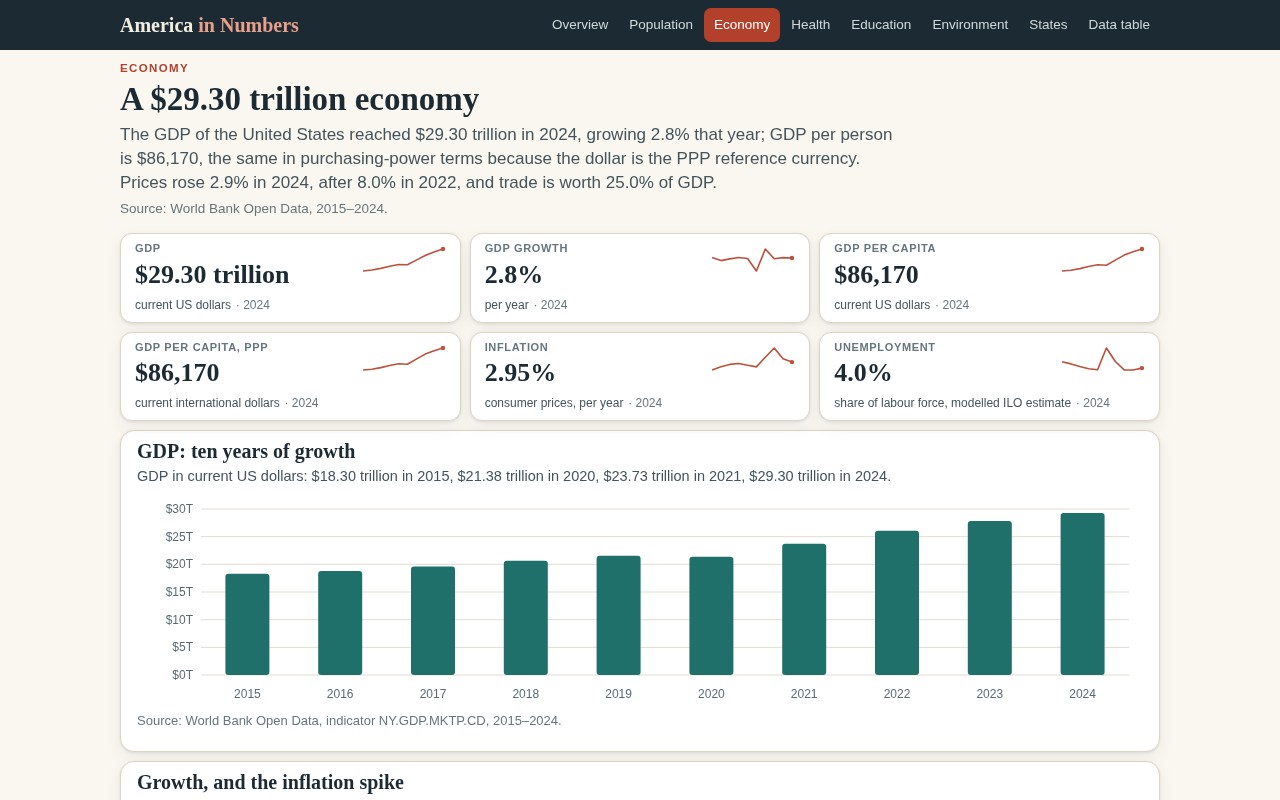 America in Numbers
Overview
Population
Economy
Health
Education
Environment
States
Data table
ECONOMY
A $29.30 trillion economy
The GDP of the United States reached $29.30 trillion in 2024, growing 2.8% that year; GDP per person
is $86,170, the same in purchasing-power terms because the dollar is the PPP reference currency.
Prices rose 2.9% in 2024, after 8.0% in 2022, and trade is worth 25.0% of GDP.
Source: World Bank Open Data, 2015–2024.
GDP
$29.30 trillion
current US dollars · 2024
GDP GROWTH
2.8%
per year · 2024
GDP PER CAPITA
$86,170
current US dollars · 2024
GDP PER CAPITA, PPP
$86,170
current international dollars · 2024
INFLATION
2.95%
consumer prices, per year · 2024
UNEMPLOYMENT
4.0%
share of labour force, modelled ILO estimate · 2024
GDP: ten years of growth
GDP in current US dollars: $18.30 trillion in 2015, $21.38 trillion in 2020, $23.73 trillion in 2021, $29.30 trillion in 2024.
$30T
$25T
$20T
$15T
$10T
$5T
$0T
2015
2016
2017
2018
2019
2020
2021
2022
2023
2024
Source: World Bank Open Data, indicator NY.GDP.MKTP.CD, 2015–2024.
Growth, and the inflation spike